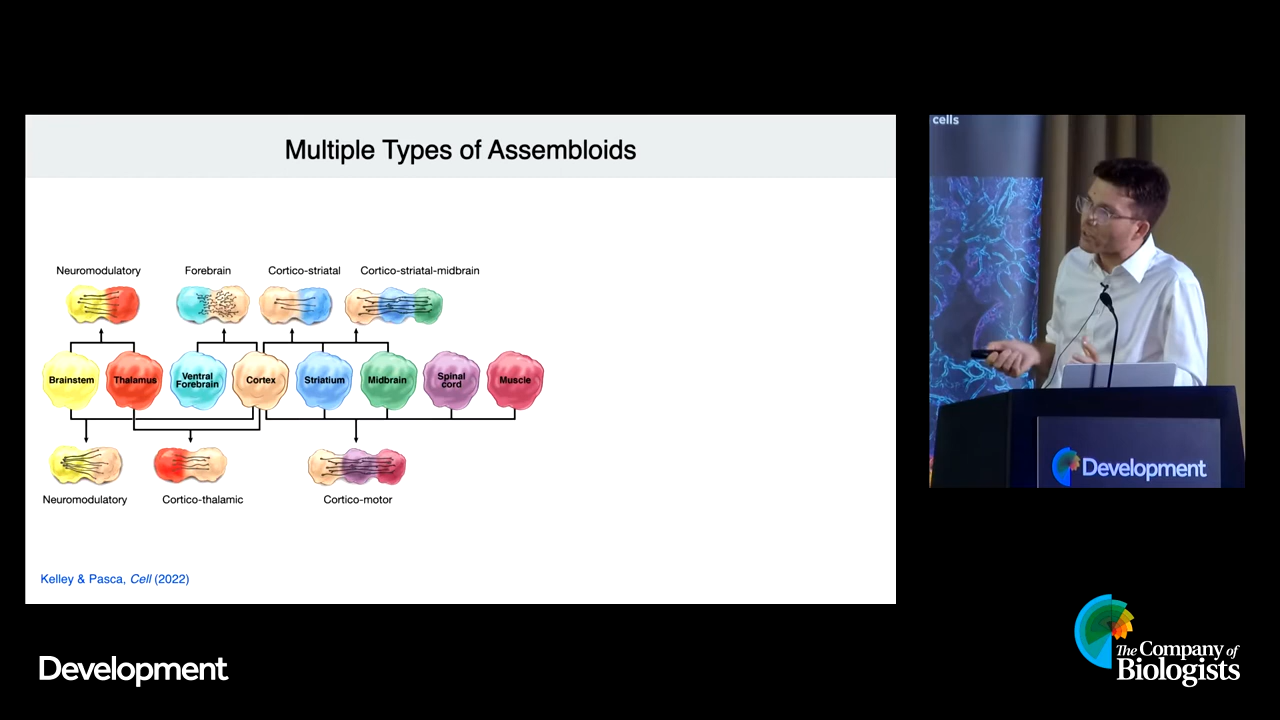 cells
Multiple Types of Assembloids
Neuromodulatory
Forebrain
Cortico-striatal
Cortico-striatal-midbrain
Brainstem
Thalamus
Ventral
Forebrain
Cortex
Striatium
Midbrain
Spinal
cord
Muscle
Neuromodulatory
Cortico-thalamic
Cortico-motor
Kelley & Pasca, Cell (2022)
Development
Development
The Company of
Biologists